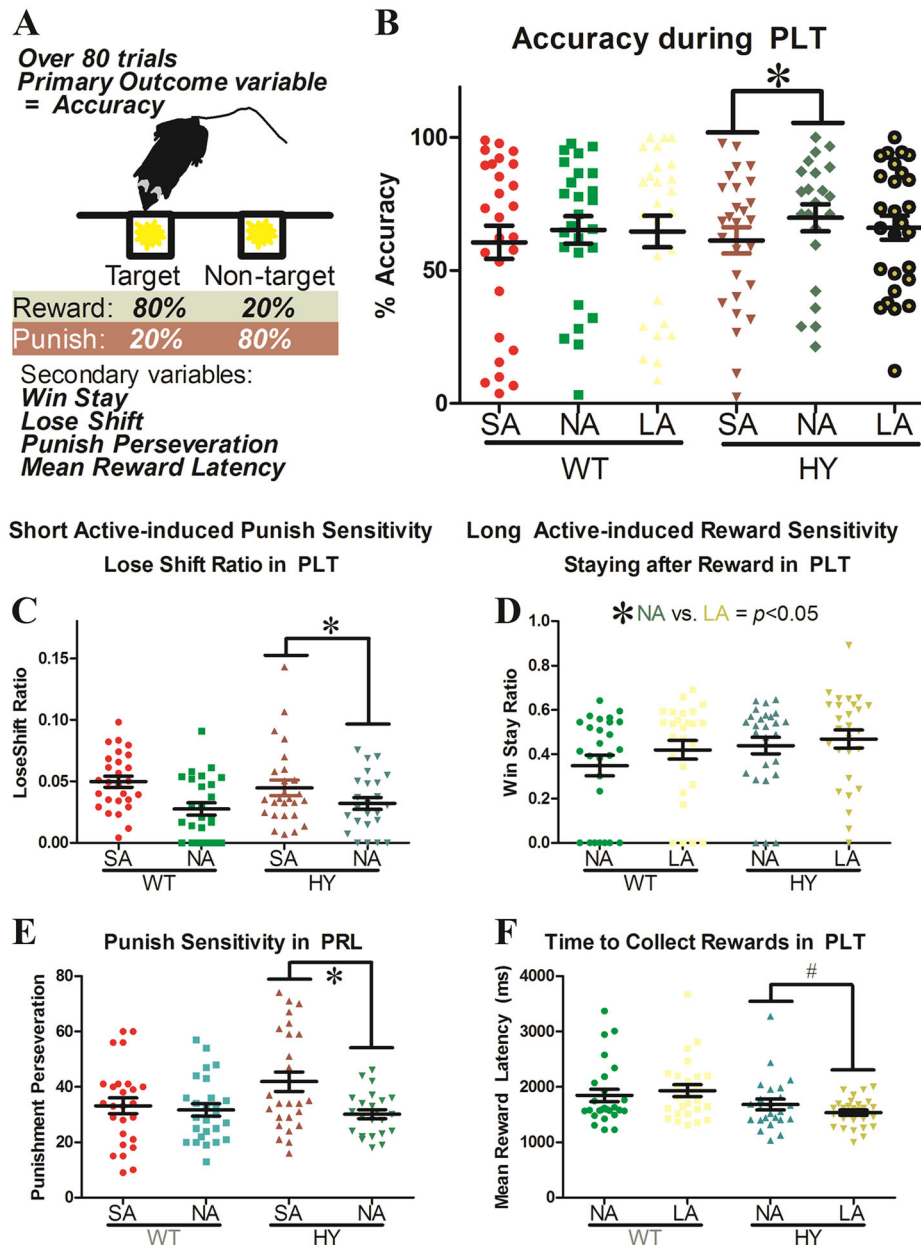 A
Over 80 trials
Primary Outcome variable
= Accuracy
Target Non-target
Reward: 80% 20%
Punish: 20% 80%
Secondary variables:
Win Stay
Lose Shift
Punish Perseveration
Mean Reward Latency
B
Accuracy during PLT
*
% Accuracy
100
50
0
SA NA LA SA NA LA
WT HY
Short Active-induced Punish Sensitivity
Lose Shift Ratio in PLT
C
*
LoseShift Ratio
0.15
0.10
0.05
0.00
SA NA SA NA
WT HY
Long Active-induced Reward Sensitivity
Staying after Reward in PLT
D
* NA vs. LA = p<0.05
Win Stay Ratio
1.0
0.8
0.6
0.4
0.2
0.0
NA LA NA LA
WT HY
E
Punish Sensitivity in PRL
*
Punishment Perseveration
80
60
40
20
0
SA NA SA NA
WT HY
F
Time to Collect Rewards in PLT
#
Mean Reward Latency (ms)
4000
3000
2000
1000
0
NA LA NA LA
WT HY